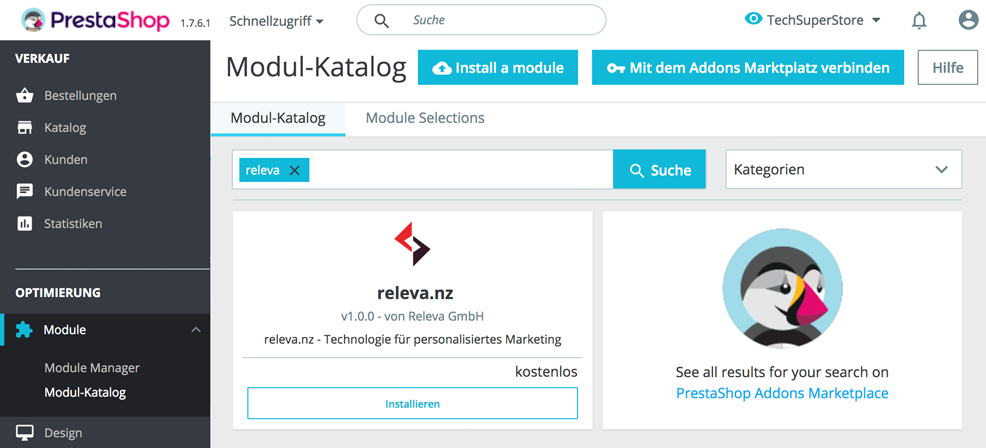 PrestaShop 1.7.6.1 Schnellzugriff Suche TechSuperStore
VERKAUF
Bestellungen
Katalog
Kunden
Kundenservice
Statistiken
OPTIMIERUNG
Module
Module Manager
Modul-Katalog
Design
Modul-Katalog Install a module Mit dem Addons Marktplatz verbinden Hilfe
Modul-Katalog Module Selections
releva Suche Kategorien
releva.nz
v1.0.0 - von Releva GmbH
releva.nz - Technologie für personalisiertes Marketing
kostenlos
Installieren
See all results for your search on
PrestaShop Addons Marketplace